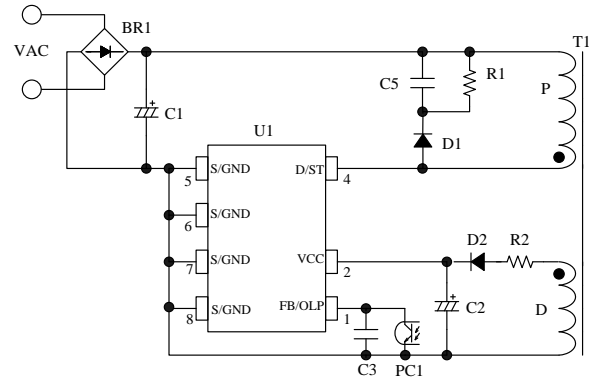 BR1
VAC
C1
C5
R1
T1
P
D1
U1
S/GND
5
S/GND
6
S/GND
7
S/GND
8
D/ST
4
VCC
2
FB/OLP
1
D2
R2
C2
D
C3
PC1